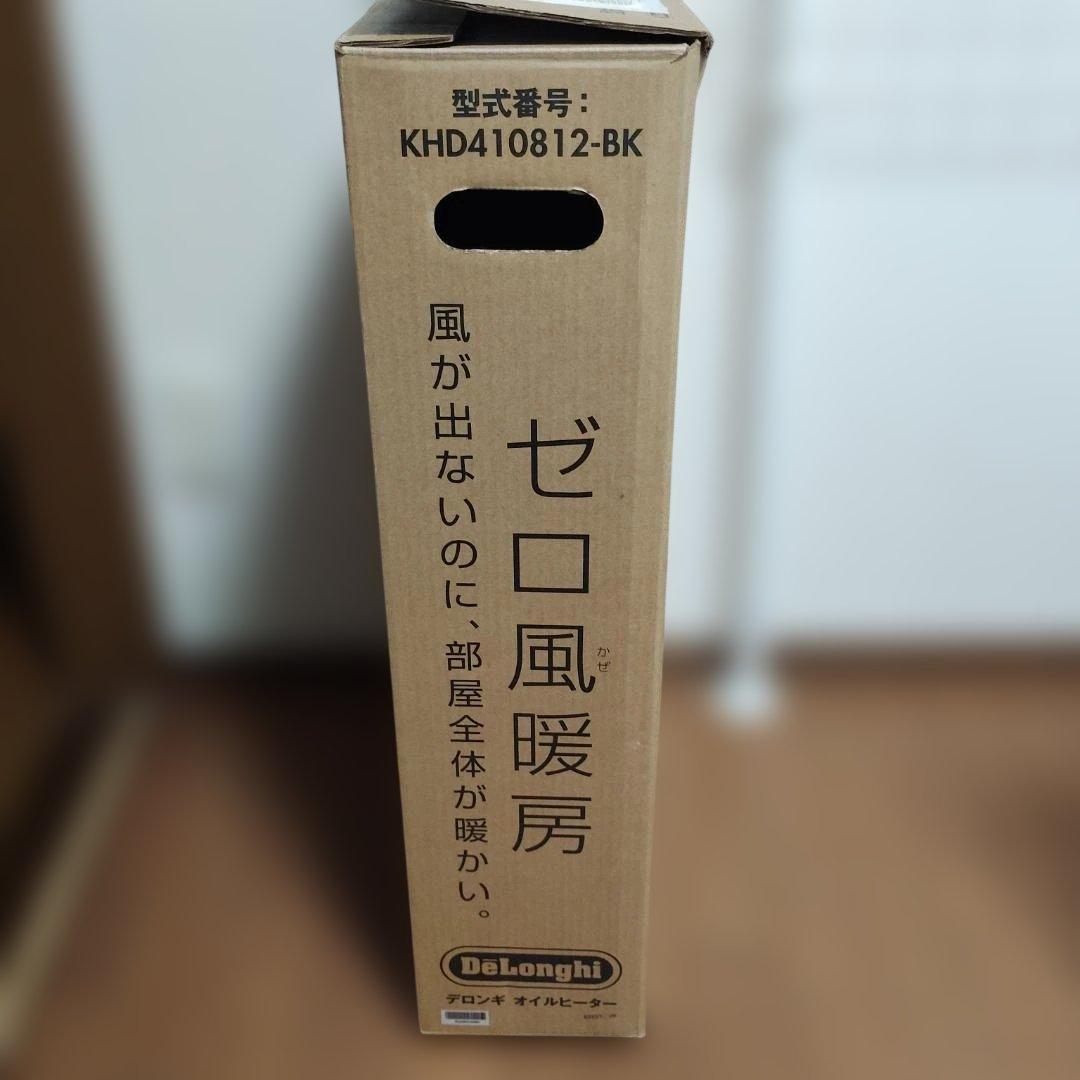 型式番号：
KHD410812-BK
ゼロ風暖房
かぜ
風が出ないのに、部屋全体が暖かい。
DeLonghi
デロンギ オイルヒーター